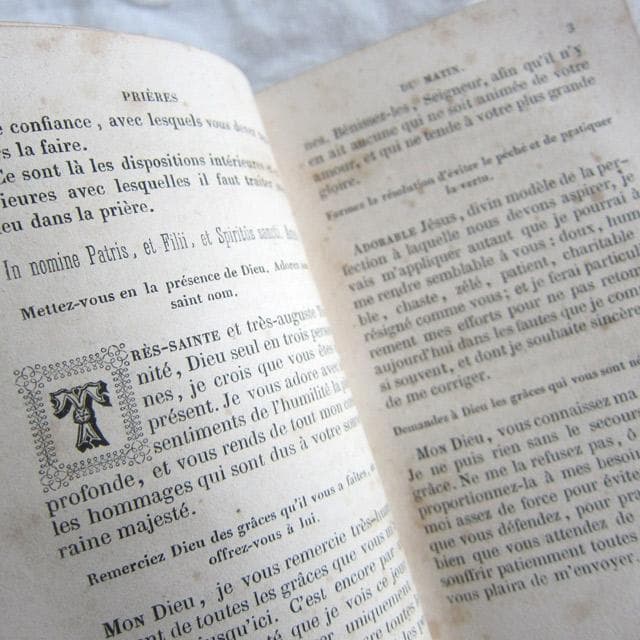 PRIÈRES
confiance, avec lesquels vous devez
la faire.
Ce sont là les dispositions intérieures
rieures avec lesquelles il faut traiter
dans la prière.
In nomine Patris, et Filii, et Spiritûs sancti.
Mettez-vous en la présence de Dieu. Adorez
saint nom.
TRÈS-SAINTE et très-auguste
nité, Dieu seul en trois person
nes, je crois que vous êtes
présent. Je vous adore avec
sentiments de l'humilité la
profonde, et vous rends de tout mon
les hommages qui sont dus à votre
raine majesté.
Remerciez Dieu des grâces qu'il vous a faites,
offrez-vous à lui.
MON DIEU, je vous remercie très-
ment de toutes les grâces que vous
jusqu'ici. C'est encore par
que je vois ce
uniquement
DU MATIN.
3
nes. Bénissez-les, Seigneur, afin qu'il n'y
en ait aucune qui ne soit animée de votre
amour, et qui ne tende à votre plus grande
gloire.
Formez la résolution d'éviter le péché et de pratiquer
la vertu.
ADORABLE Jésus, divin modèle de la per-
fection à laquelle nous devons aspirer, je
vais m'appliquer autant que je pourrai à
me rendre semblable à vous: doux, hum
ble, chaste, zélé, patient, charitable
résigné comme vous; et je ferai particul
rement mes efforts pour ne pas retom
aujourd'hui dans les fautes que je com
si souvent, et dont je souhaite sincère
de me corriger.
Demandez à Dieu les grâces qui vous sont
MON DIEU, vous connaissez ma
Je ne puis rien sans le secour
grâce. Ne me la refusez pas, ô
proportionnez-la à mes besoin
moi assez de force pour évite
que vous défendez, pour pra
bien que vous attendez de
souffrir patiemment toutes
vous plaira de m'envoyer